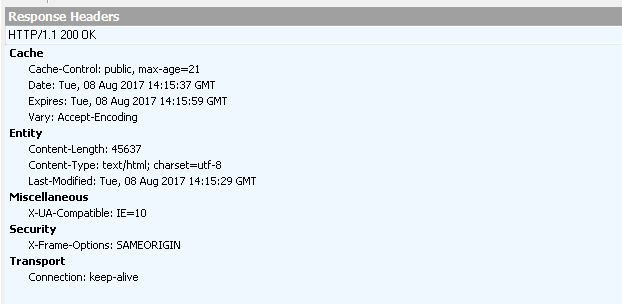 Response Headers
HTTP/1.1 200 OK
Cache
Cache-Control: public, max-age=21
Date: Tue, 08 Aug 2017 14:15:37 GMT
Expires: Tue, 08 Aug 2017 14:15:59 GMT
Vary: Accept-Encoding
Entity
Content-Length: 45637
Content-Type: text/html; charset=utf-8
Last-Modified: Tue, 08 Aug 2017 14:15:29 GMT
Miscellaneous
X-UA-Compatible: IE=10
Security
X-Frame-Options: SAMEORIGIN
Transport
Connection: keep-alive